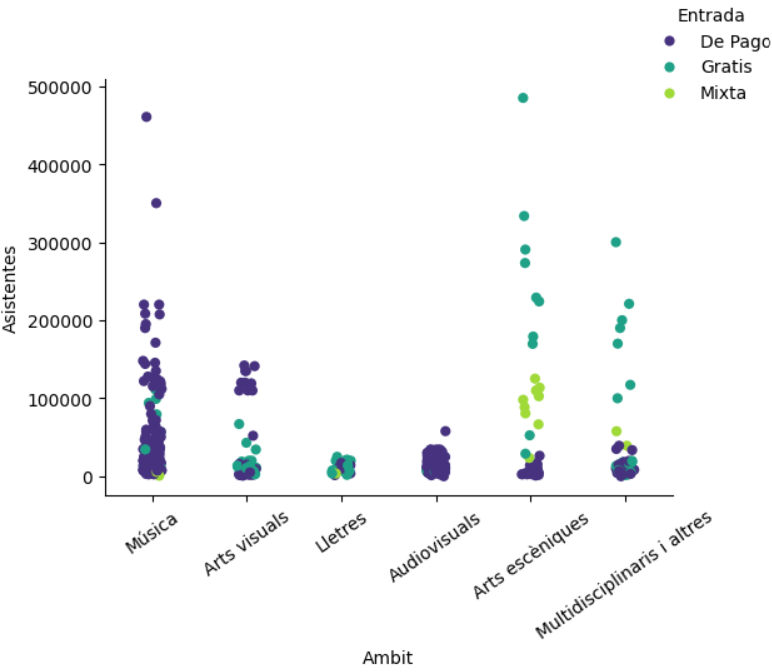 Entrada
De Pago
Gratis
Mixta
500000
400000
300000
200000
100000
0
Asistentes
Música
Arts visuals
Lletres
Audiovisuals
Arts escèniques
Multidisciplinaris i altres
Ambit